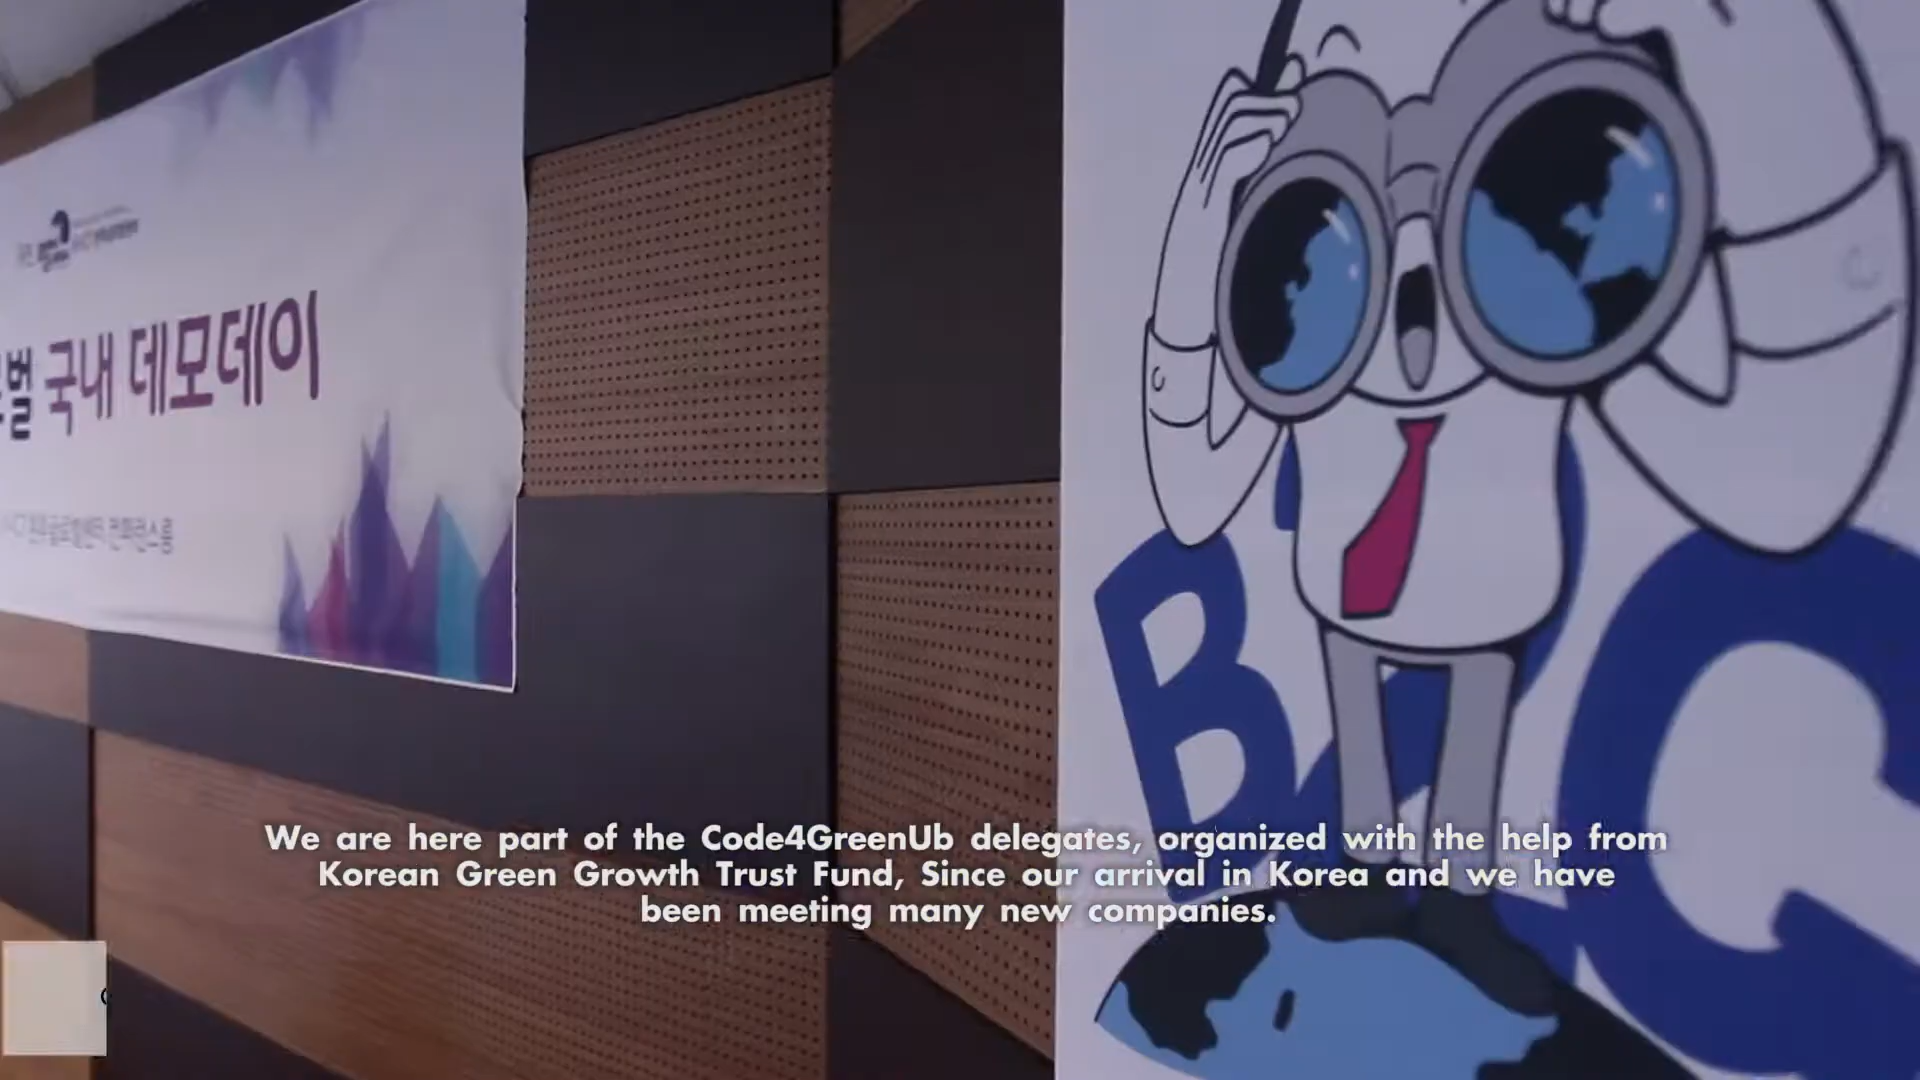 국내 데모데이
B
G
We are here part of the Code4GreenUb delegates, organized with the help from
Korean Green Growth Trust Fund, Since our arrival in Korea and we have
been meeting many new companies.